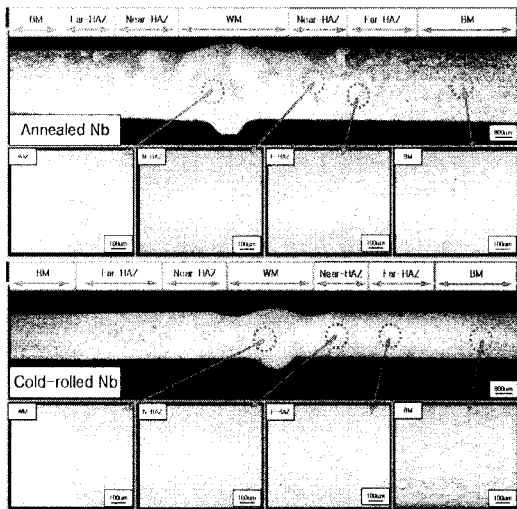 BM Far-HAZ Near-HAZ WM Near-HAZ Far-HAZ BM
Annealed Nb
800μm
WM N-HAZ F-HAZ BM
100μm 100μm 100μm 100μm
BM Far-HAZ Near-HAZ WM Near-HAZ Far-HAZ BM
Cold-rolled Nb
800μm
WM N-HAZ F-HAZ BM
100μm 100μm 100μm 100μm